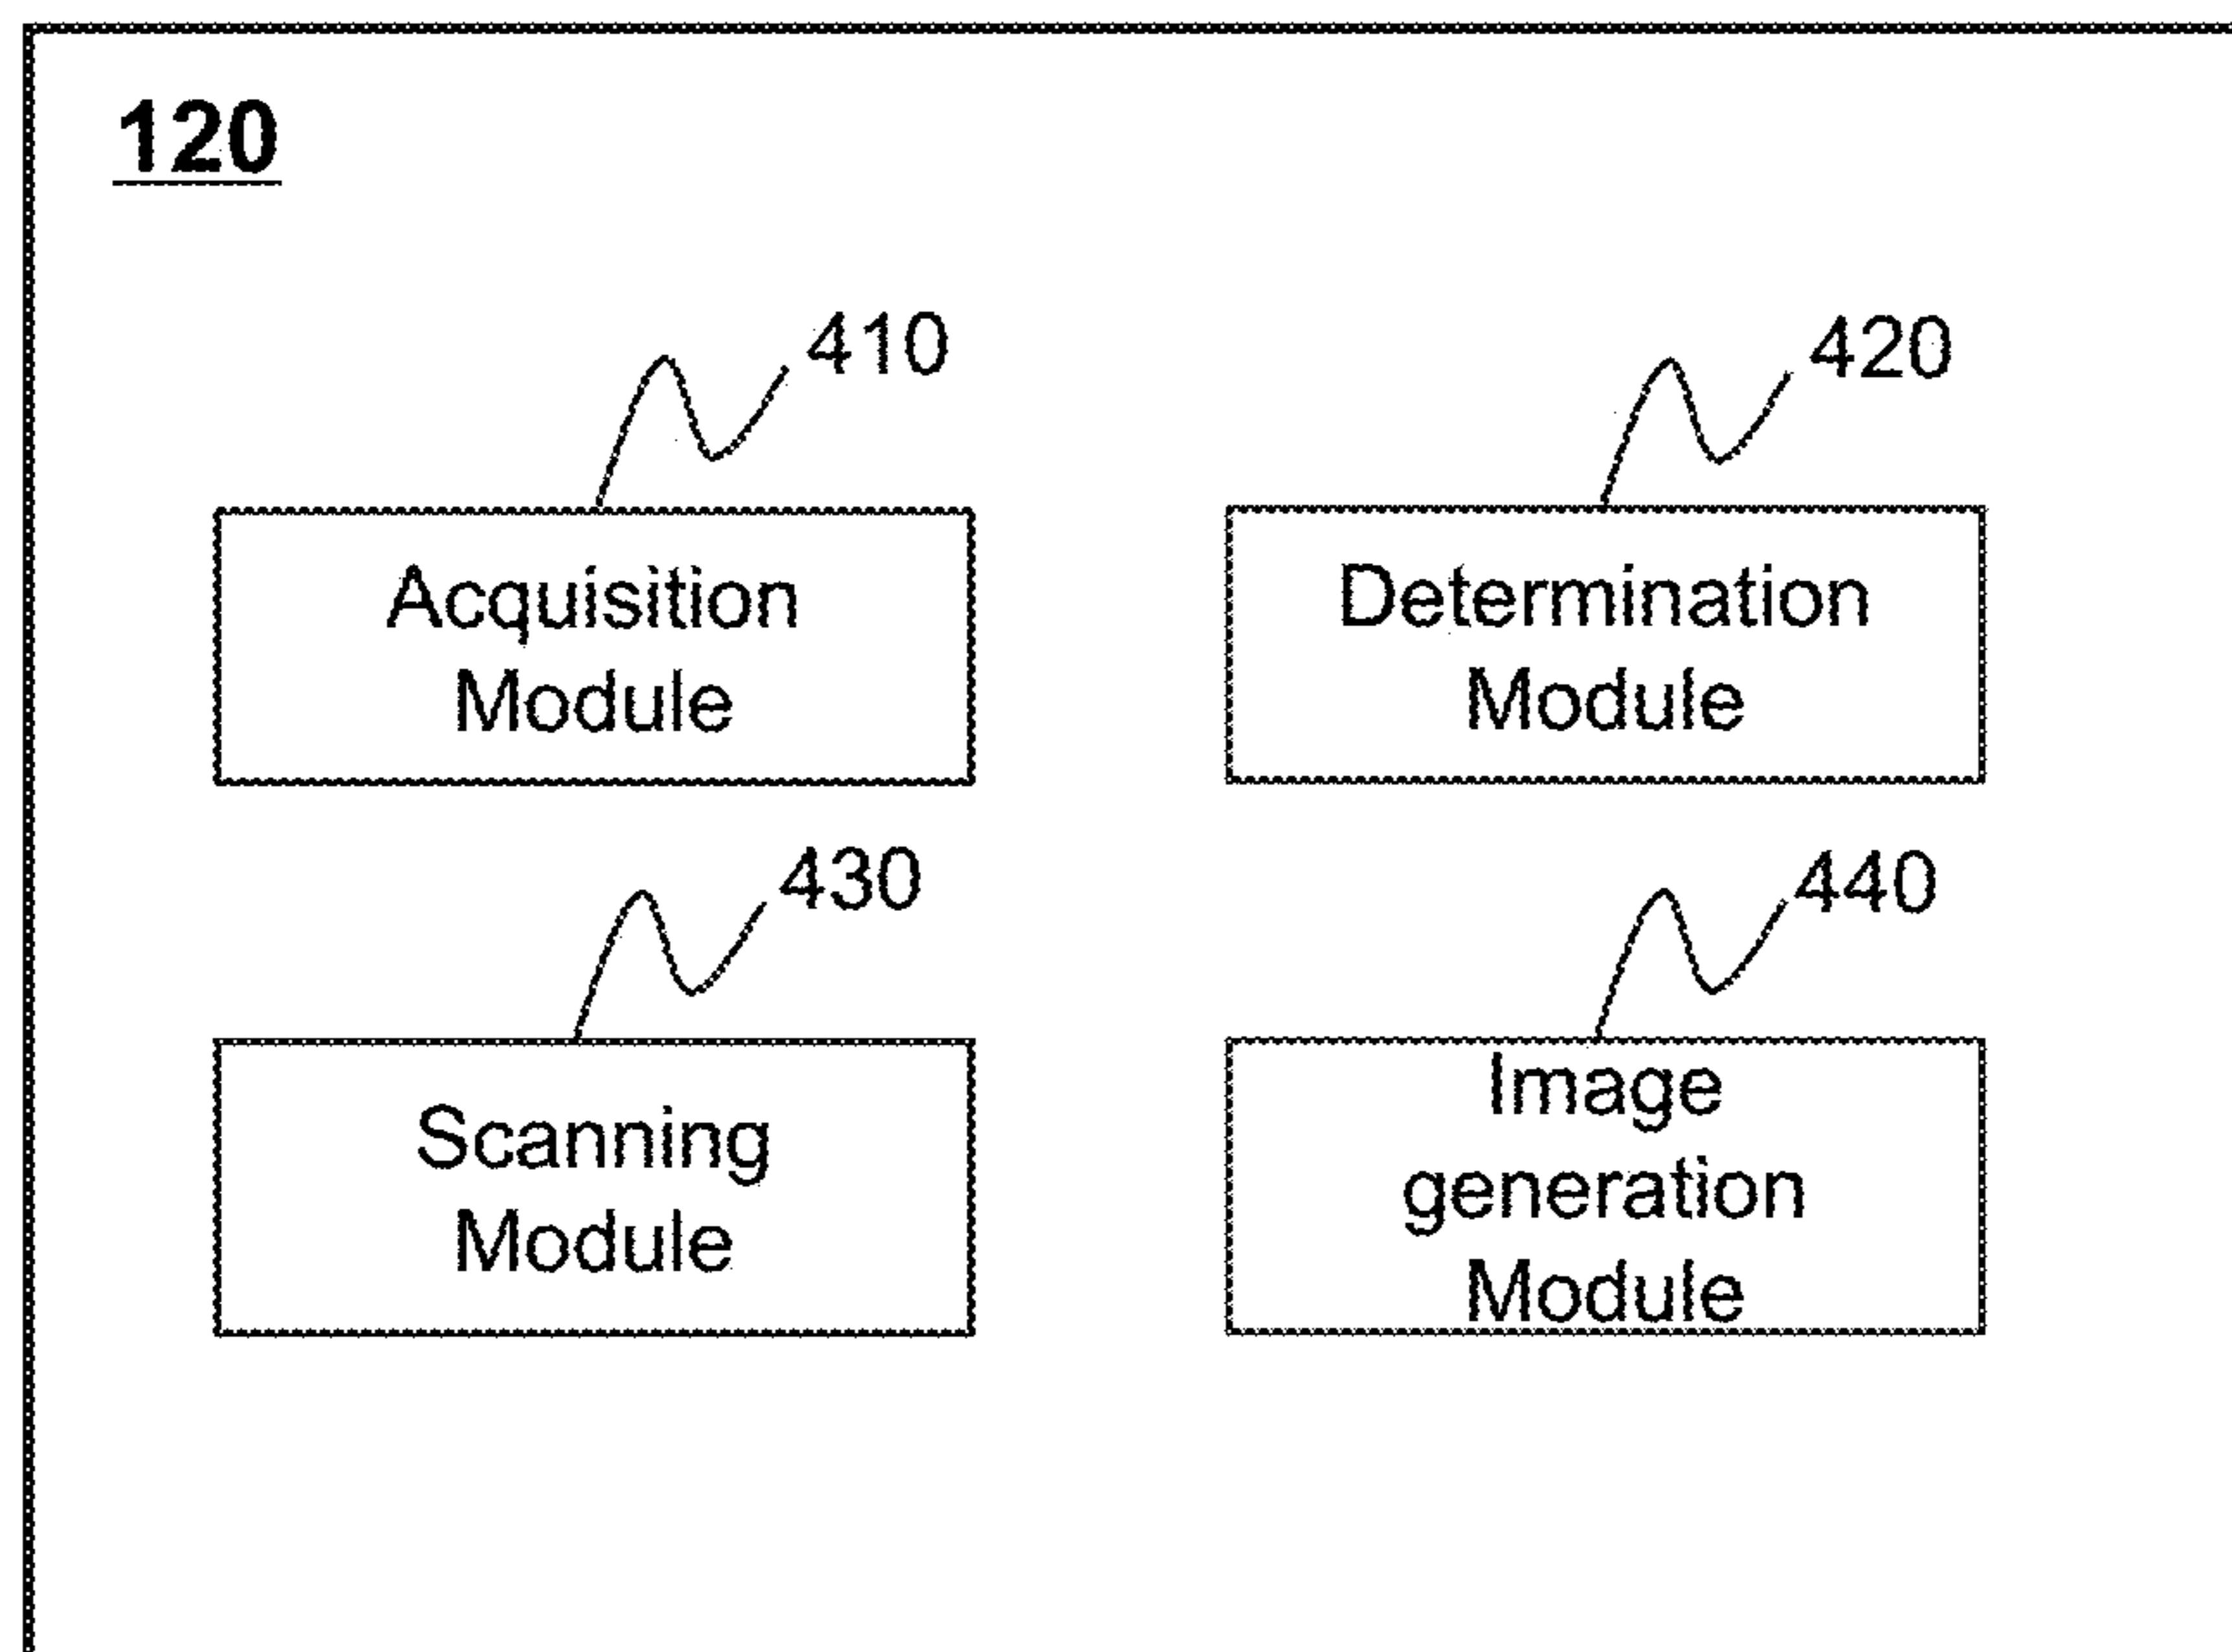 120
410
420
Acquisition
Module
Determination
Module
430
440
Scanning
Module
Image
generation
Module